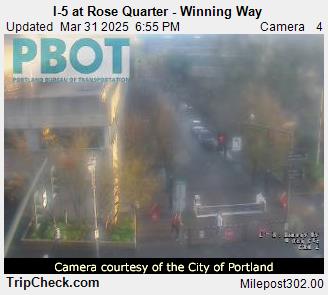 I-5 at Rose Quarter - Winning Way
Updated Mar 31 2025 6:55 PM Camera 4
PBOT
PORTLAND BUREAU OF TRANSPORTATION
Camera courtesy of the City of Portland
TripCheck.com Milepost302.00